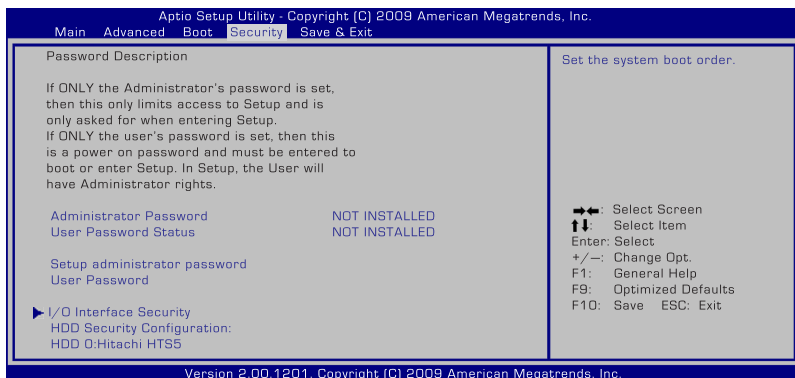 Aptio Setup Utility - Copyright (C) 2009 American Megatrends, Inc.
Main Advanced Boot Security Save & Exit
Password Description
If ONLY the Administrator's password is set,
then this only limits access to Setup and is
only asked for when entering Setup.
If ONLY the user's password is set, then this
is a power on password and must be entered to
boot or enter Setup. In Setup, the User will
have Administrator rights.
Administrator Password NOT INSTALLED
User Password Status NOT INSTALLED
Setup administrator password
User Password
I/O Interface Security
HDD Security Configuration:
HDD 0:Hitachi HTS5
Set the system boot order.
→←: Select Screen
↑↓: Select Item
Enter: Select
+/—: Change Opt.
F1: General Help
F9: Optimized Defaults
F10: Save ESC: Exit
Version 2.00.1201. Copyright (C) 2009 American Megatrends, Inc.